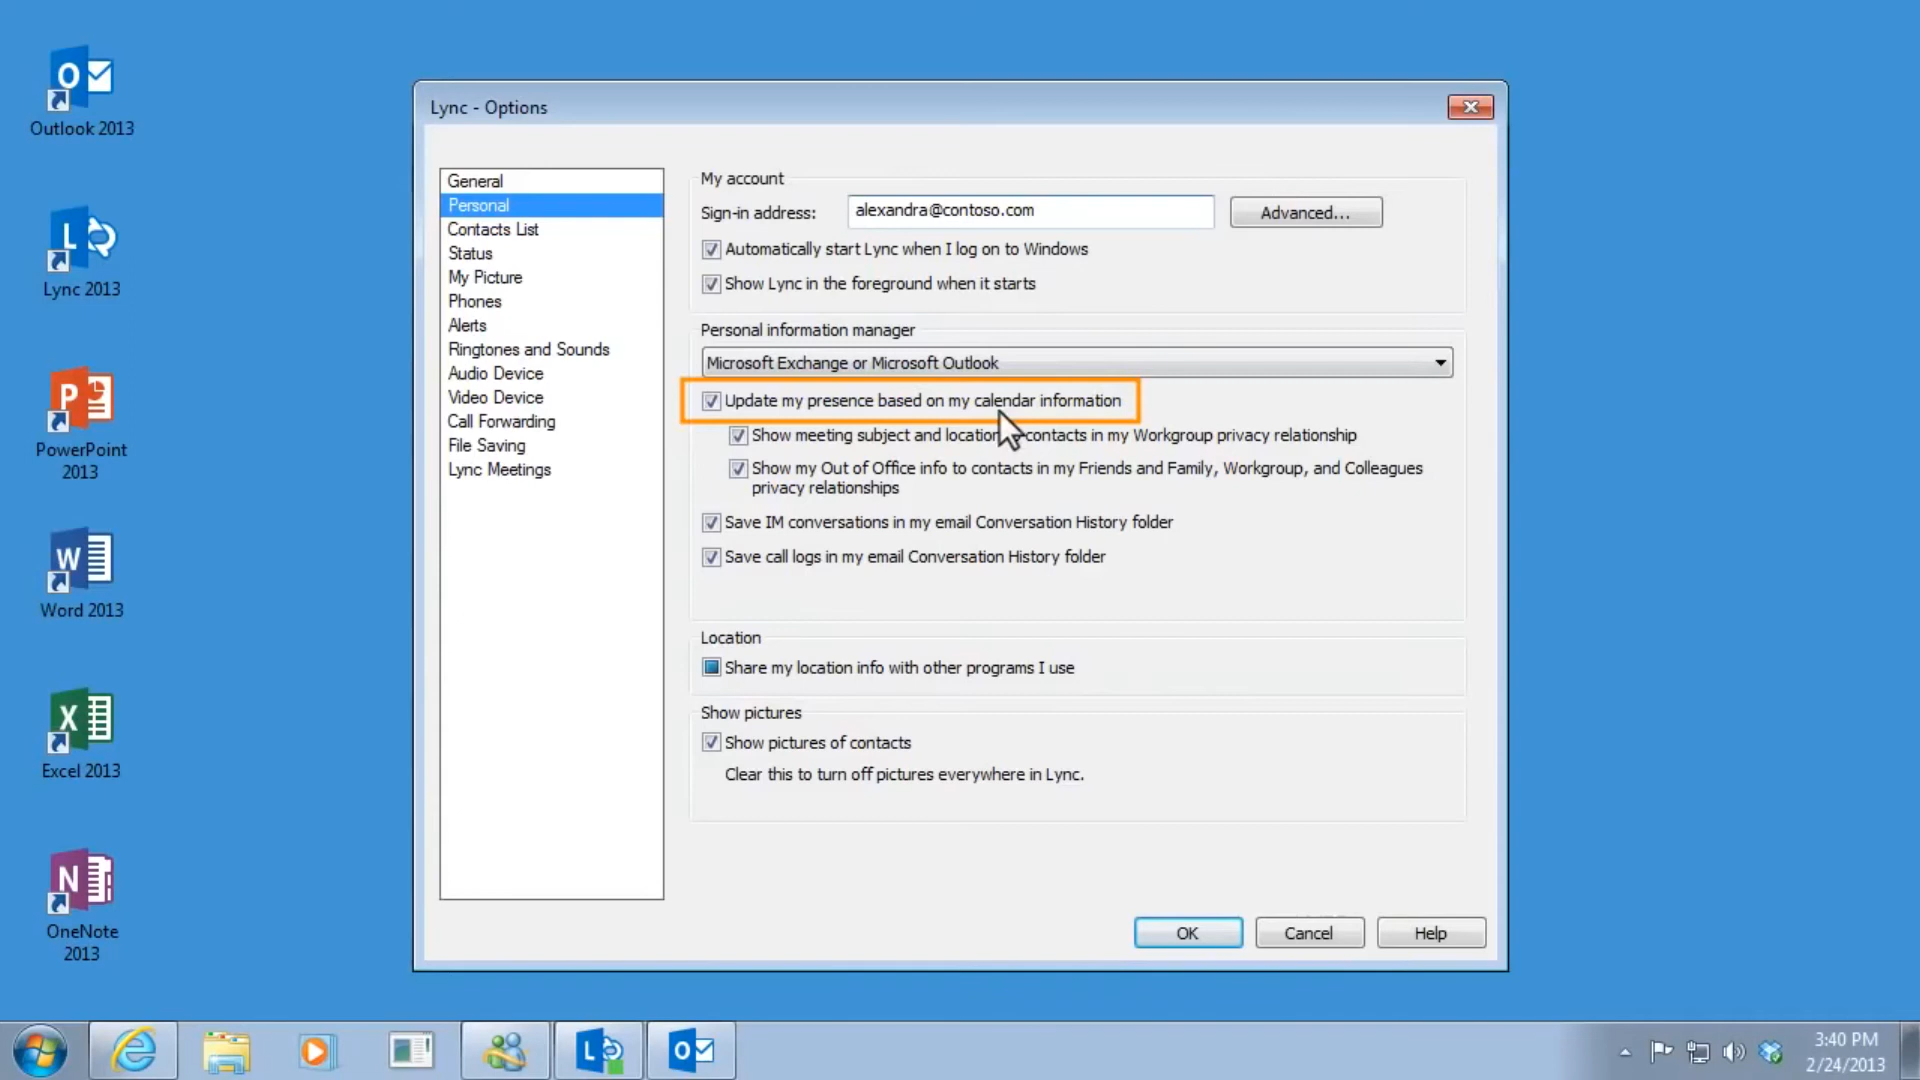 Outlook 2013
Lync 2013
PowerPoint
2013
Word 2013
Excel 2013
OneNote
2013
Lync - Options
General
Personal
Contacts List
Status
My Picture
Phones
Alerts
Ringtones and Sounds
Audio Device
Video Device
Call Forwarding
File Saving
Lync Meetings
My account
Sign-in address:
alexandra@contoso.com
Advanced...
Automatically start Lync when I log on to Windows
Show Lync in the foreground when it starts
Personal information manager
Microsoft Exchange or Microsoft Outlook
Update my presence based on my calendar information
Show meeting subject and location contacts in my Workgroup privacy relationship
Show my Out of Office info to contacts in my Friends and Family, Workgroup, and Colleagues
privacy relationships
Save IM conversations in my email Conversation History folder
Save call logs in my email Conversation History folder
Location
Share my location info with other programs I use
Show pictures
Show pictures of contacts
Clear this to turn off pictures everywhere in Lync.
OK
Cancel
Help
3:40 PM
2/24/2013